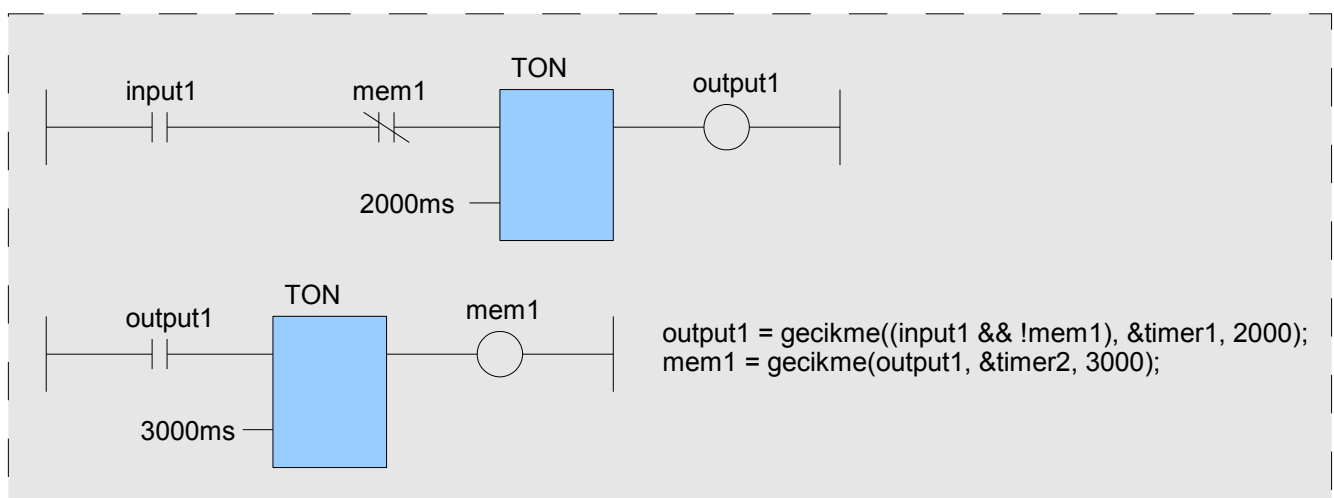 TON
input1 mem1 output1
2000ms
TON
output1 mem1
output1 = gecikme((input1 && !mem1), &timer1, 2000);
mem1 = gecikme(output1, &timer2, 3000);
3000ms